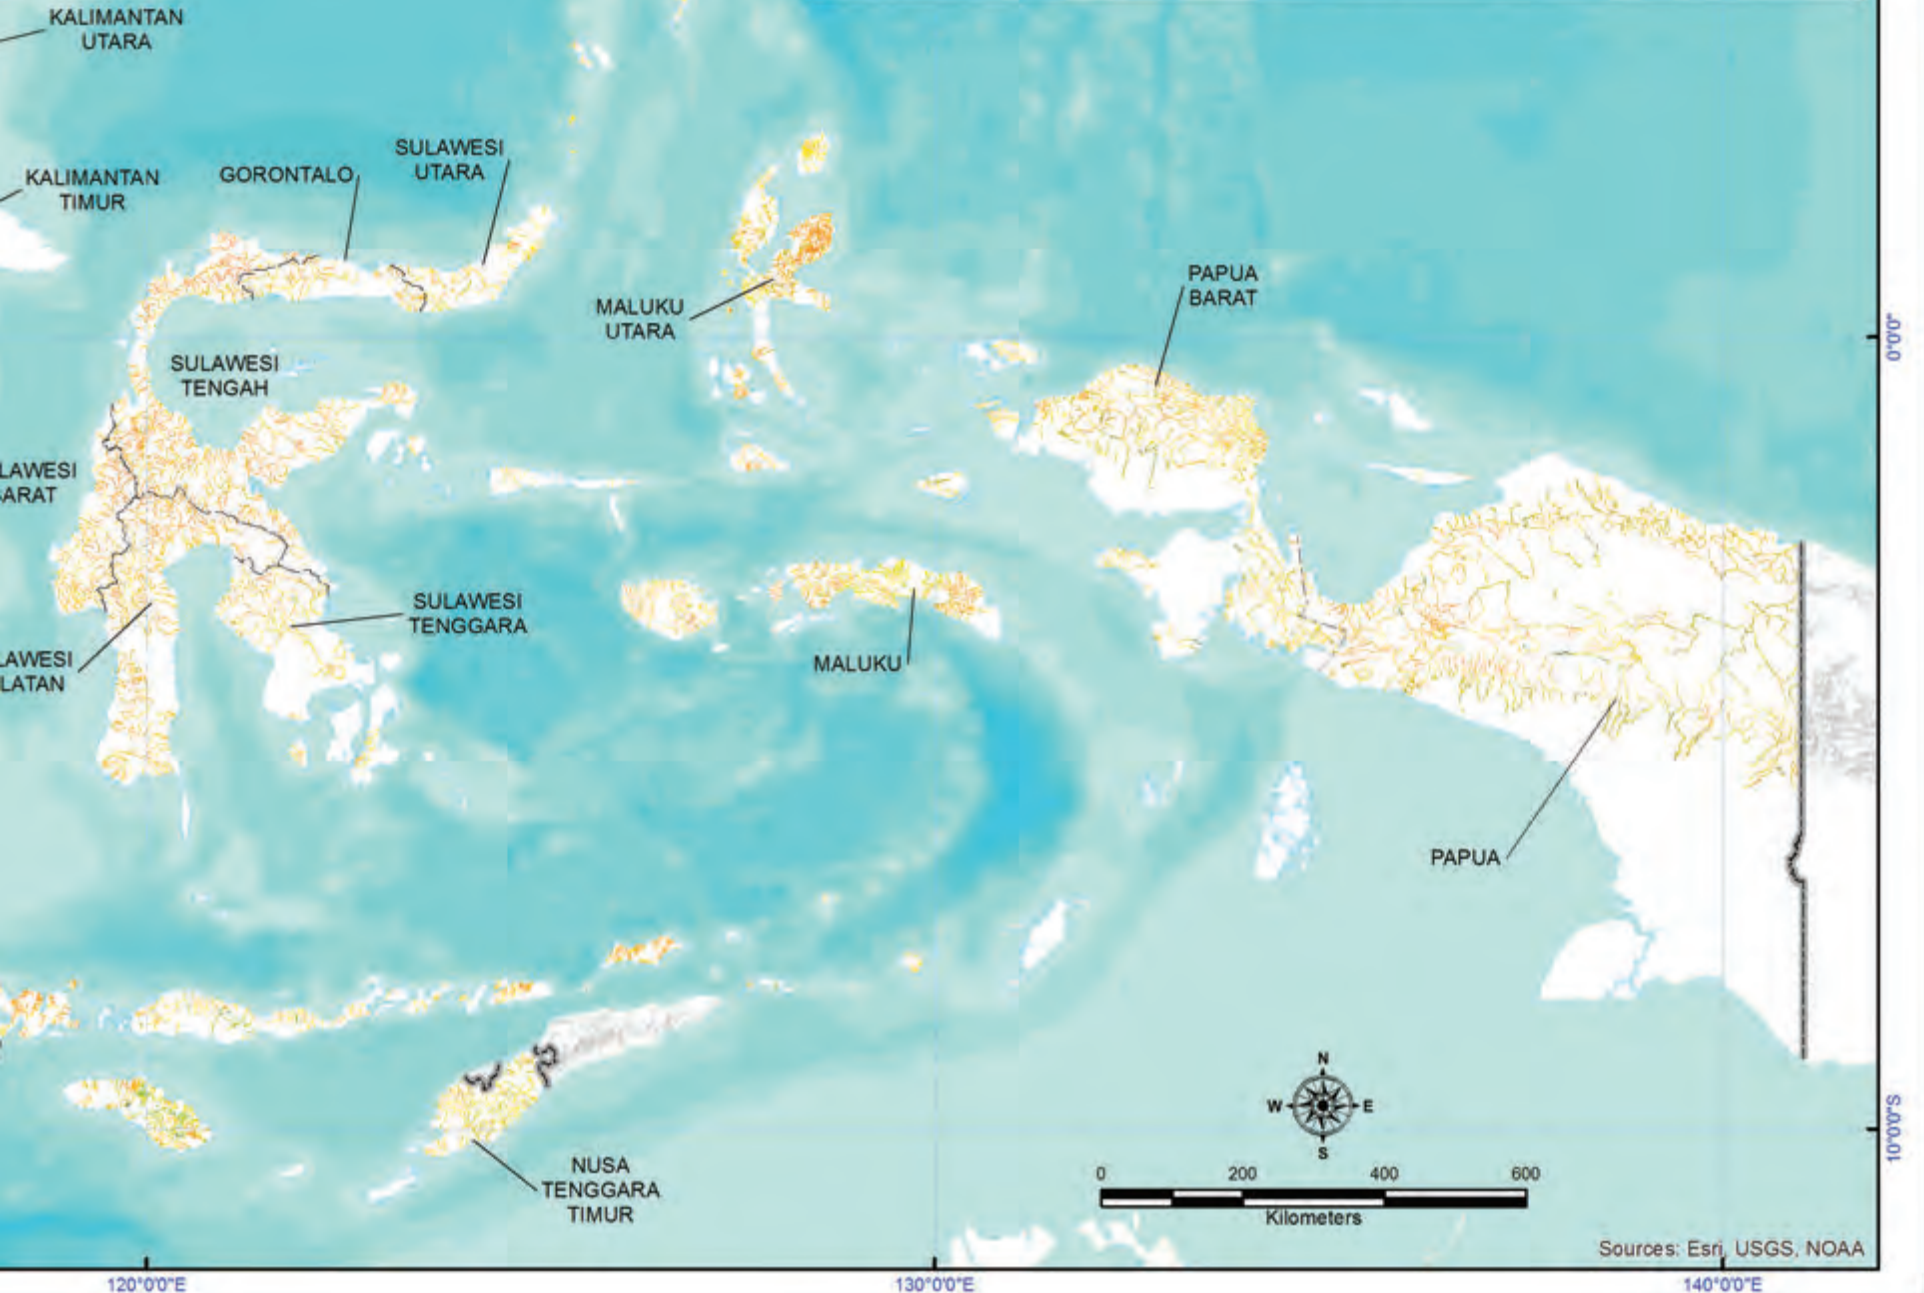 KALIMANTAN
UTARA
KALIMANTAN
TIMUR
GORONTALO
SULAWESI
UTARA
MALUKU
UTARA
PAPUA
BARAT
0°0'0"
SULAWESI
TENGAH
LAWESI
ARAT
SULAWESI
TENGGARA
LAWESI
LATAN
MALUKU
PAPUA
NUSA
TENGGARA
TIMUR
N
W E
S
10°0'0"S
0 200 400 600
Kilometers
Sources: Esri, USGS, NOAA
120°0'0"E 130°0'0"E 140°0'0"E